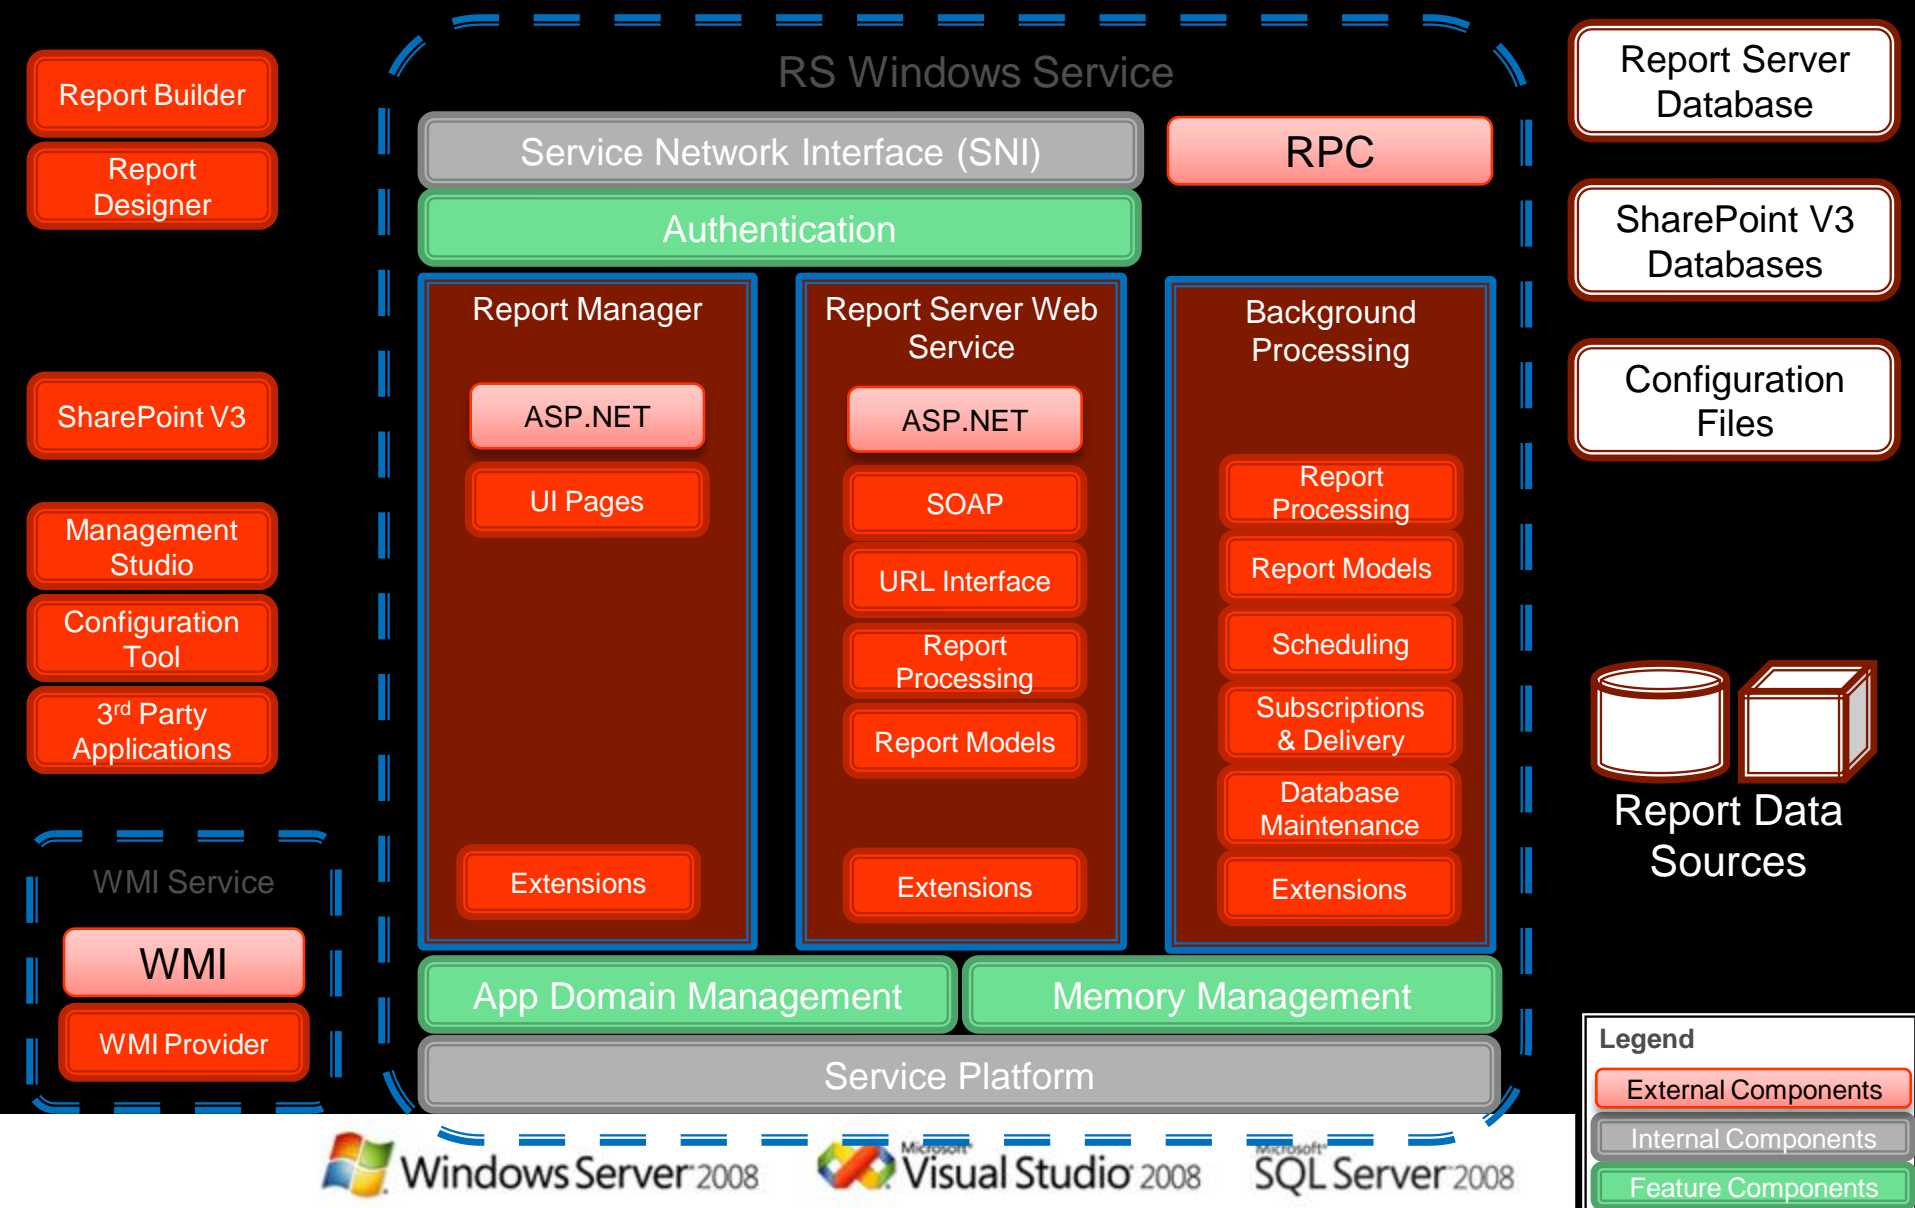 RS Windows Service
Report Builder
Report
Designer
SharePoint V3
Management
Studio
Configuration
Tool
3rd Party
Applications
WMI Service
WMI
WMI Provider
Service Network Interface (SNI)
RPC
Authentication
Report Manager
ASP.NET
UI Pages
Extensions
Report Server Web
Service
ASP.NET
SOAP
URL Interface
Report
Processing
Report Models
Extensions
Background
Processing
Report
Processing
Report Models
Scheduling
Subscriptions
& Delivery
Database
Maintenance
Extensions
App Domain Management
Memory Management
Service Platform
Report Server
Database
SharePoint V3
Databases
Configuration
Files
Report Data
Sources
Legend
External Components
Internal Components
Feature Components
Windows Server 2008
Microsoft®
Visual Studio® 2008
Microsoft®
SQL Server 2008